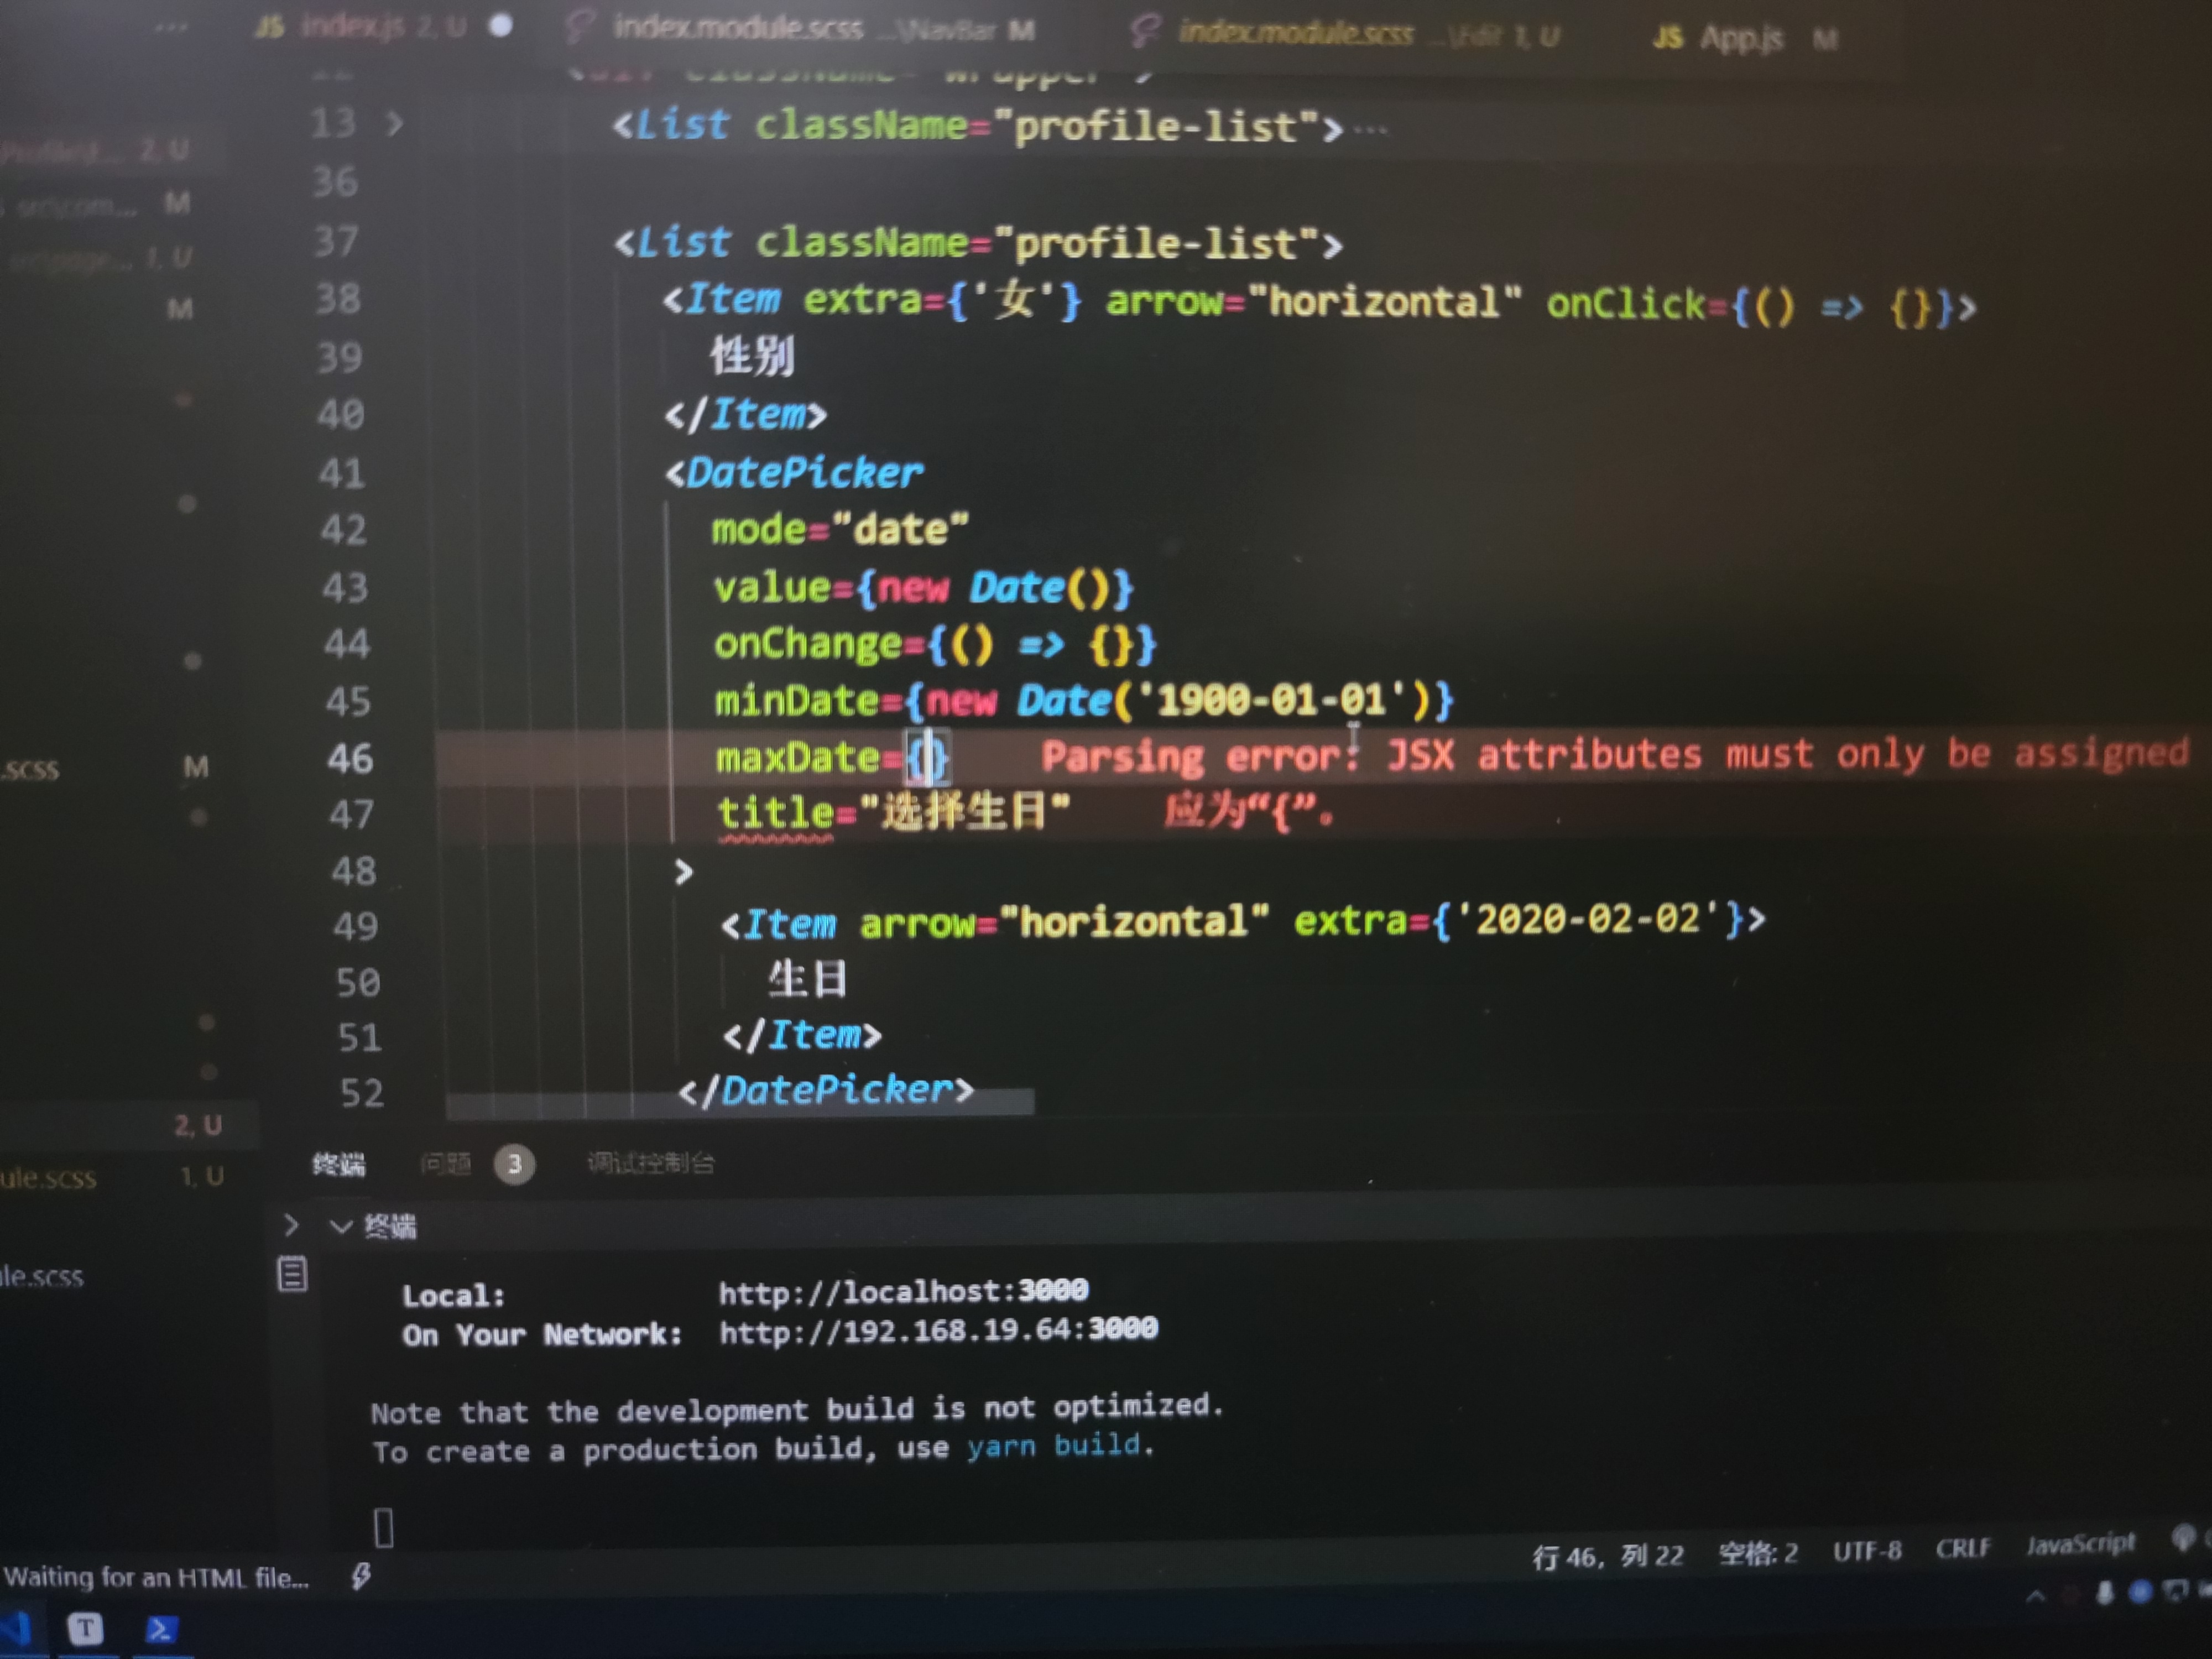 JS index.js 2, U
index.module.scss ...\NavBar M
index.module.scss ...\Edit 1, U
JS App.js M
13 <List className="profile-list">...
36
37 <List className="profile-list">
38 <Item extra={'女'} arrow="horizontal" onClick={() => {}}>
39 性别
40 </Item>
41 <DatePicker
42 mode="date"
43 value={new Date()}
44 onChange={() => {}}
45 minDate={new Date('1900-01-01')}
46 maxDate={} Parsing error: JSX attributes must only be assigned
47 title="选择生日" 应为“{”。
48 >
49 <Item arrow="horizontal" extra={'2020-02-02'}>
50 生日
51 </Item>
52 </DatePicker>
2, U
src\com... M
src\page... 1, U
M
.scss M
2, U
ule.scss 1, U
le.scss
终端 问题 3 调试控制台
终端
Local: http://localhost:3000
On Your Network: http://192.168.19.64:3000
Note that the development build is not optimized.
To create a production build, use yarn build.
Waiting for an HTML file...
行 46, 列 22 空格: 2 UTF-8 CRLF JavaScript
T